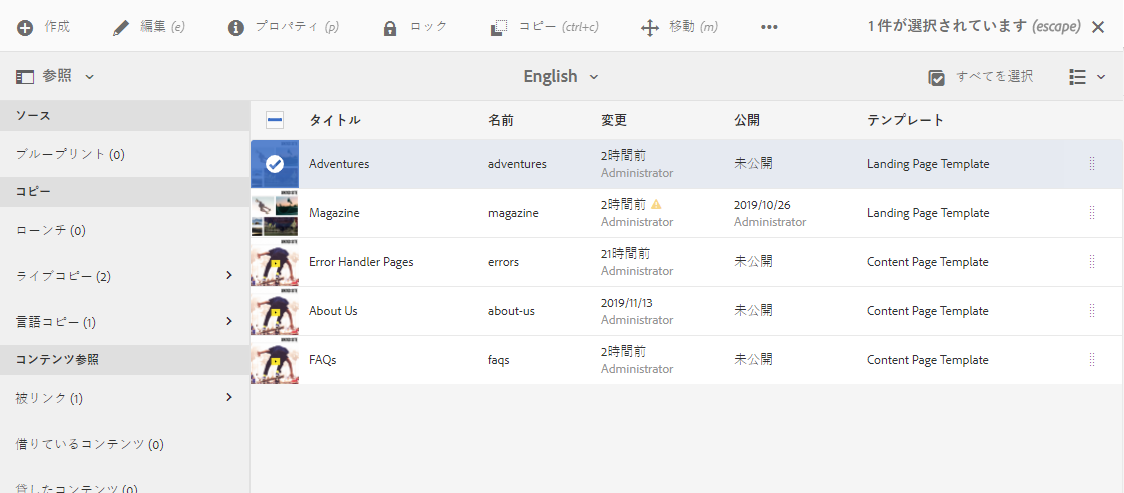 作成 編集 (e) プロパティ (p) ロック コピー (ctrl+c) 移動 (m) 1 件が選択されています (escape)
参照 English すべてを選択
ソース
ブループリント (0)
コピー
ローンチ (0)
ライブコピー (2)
言語コピー (1)
コンテンツ参照
被リンク (1)
借りているコンテンツ (0)
貸したコンテンツ (0)
タイトル 名前 変更 公開 テンプレート
Adventures adventures 2時間前 未公開 Landing Page Template
Administrator
Magazine magazine 2時間前 2019/10/26 Landing Page Template
Administrator Administrator
Error Handler Pages errors 21時間前 未公開 Content Page Template
Administrator
About Us about-us 2019/11/13 未公開 Content Page Template
Administrator
FAQs faqs 2時間前 未公開 Content Page Template
Administrator